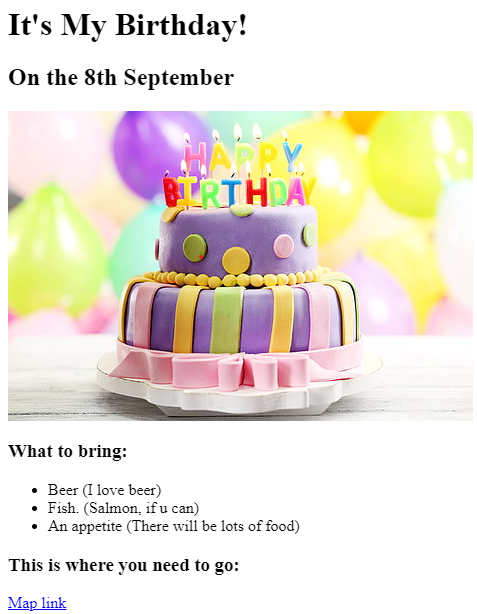 It's My Birthday!
On the 8th September
HAPPY
BIRTHDAY
What to bring:
Beer (I love beer)
Fish. (Salmon, if u can)
An appetite (There will be lots of food)
This is where you need to go:
Map link